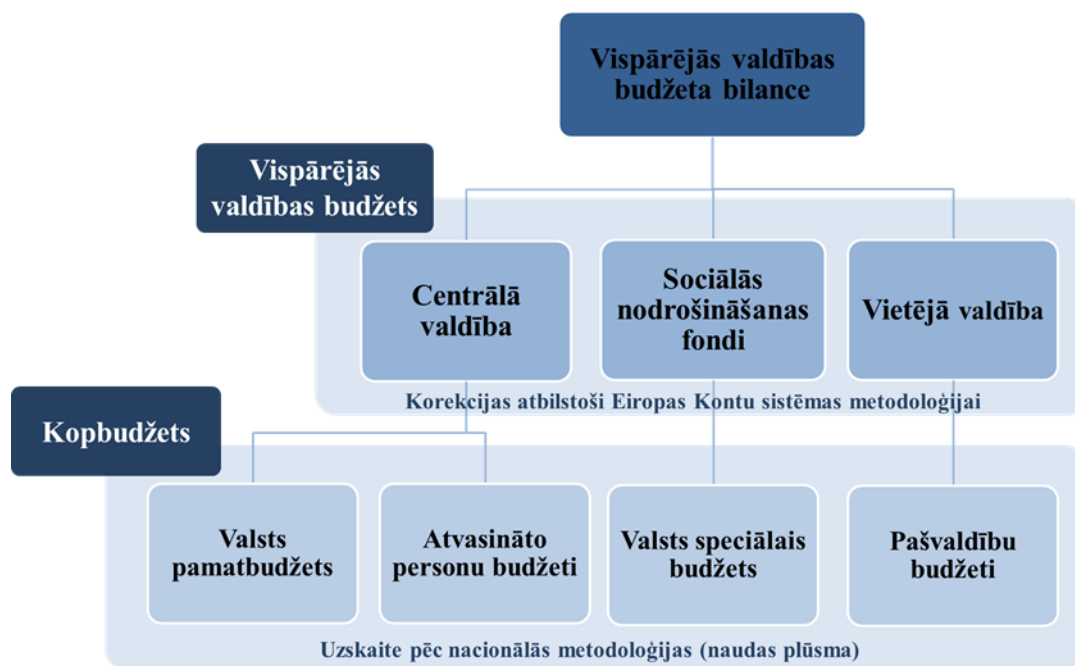 Vispārējās valdības
budžeta bilance
Vispārējās
valdības budžets
Centrālā
valdība
Sociālās
nodrošināšanas
fondi
Vietējā valdība
Korekcijas atbilstoši Eiropas Kontu sistēmas metodoloģijai
Kopbudžets
Valsts
pamatbudžets
Atvasināto
personu budžeti
Valsts speciālais
budžets
Pašvaldību
budžeti
Uzskaite pēc nacionālās metodoloģijas (naudas plūsma)